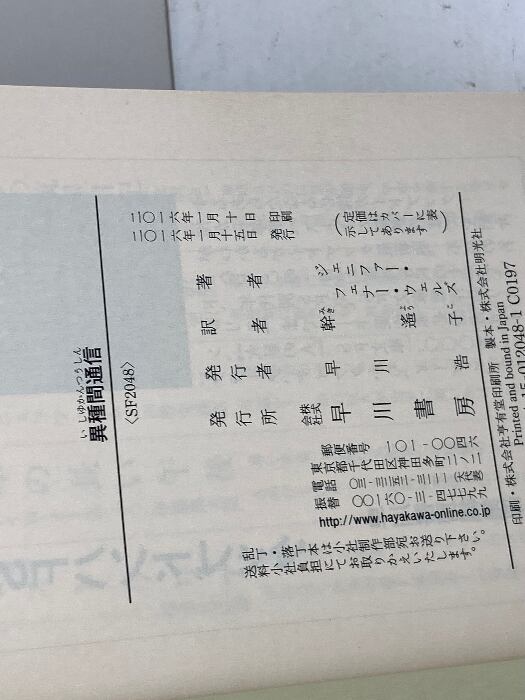 いしゅかんつうしん
異種間通信
〈SF2048〉
二〇一六年一月十日 印刷
二〇一六年一月十五日 発行
(定価はカバーに表示してあります)
著者 ジェニファー・フェナー・ウェルズ
訳者 幹遙子
みき よう こ
発行者 早川浩
発行所 株式会社 早川書房
郵便番号 一〇一-〇〇四六
東京都千代田区神田多町二ノ二
電話 〇三-三二五二-三一一一(大代表)
振替 〇〇一六〇-三-四七七九九
http://www.hayakawa-online.co.jp
乱丁・落丁本は小社制作部宛お送り下さい。
送料小社負担にてお取りかえいたします。
印刷・株式会社亨有堂印刷所 製本・株式会社明光社
Printed and bound in Japan
15-012048-1 C0197